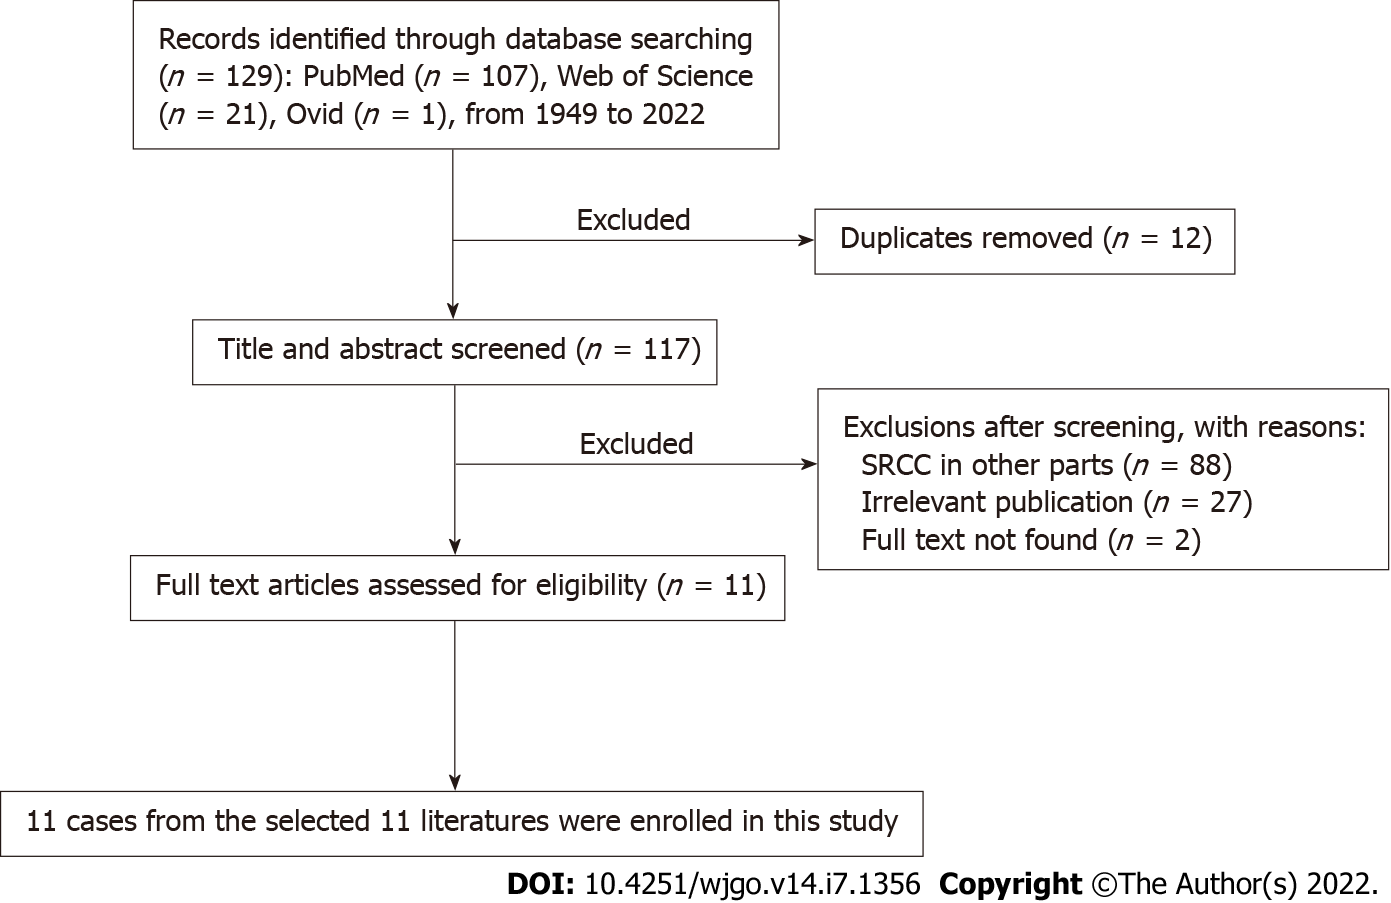 Records identified through database searching
(n = 129): PubMed (n = 107), Web of Science
(n = 21), Ovid (n = 1), from 1949 to 2022
Excluded
Duplicates removed (n = 12)
Title and abstract screened (n = 117)
Excluded
Exclusions after screening, with reasons:
SRCC in other parts (n = 88)
Irrelevant publication (n = 27)
Full text not found (n = 2)
Full text articles assessed for eligibility (n = 11)
11 cases from the selected 11 literatures were enrolled in this study
DOI: 10.4251/wjgo.v14.i7.1356 Copyright ©The Author(s) 2022.